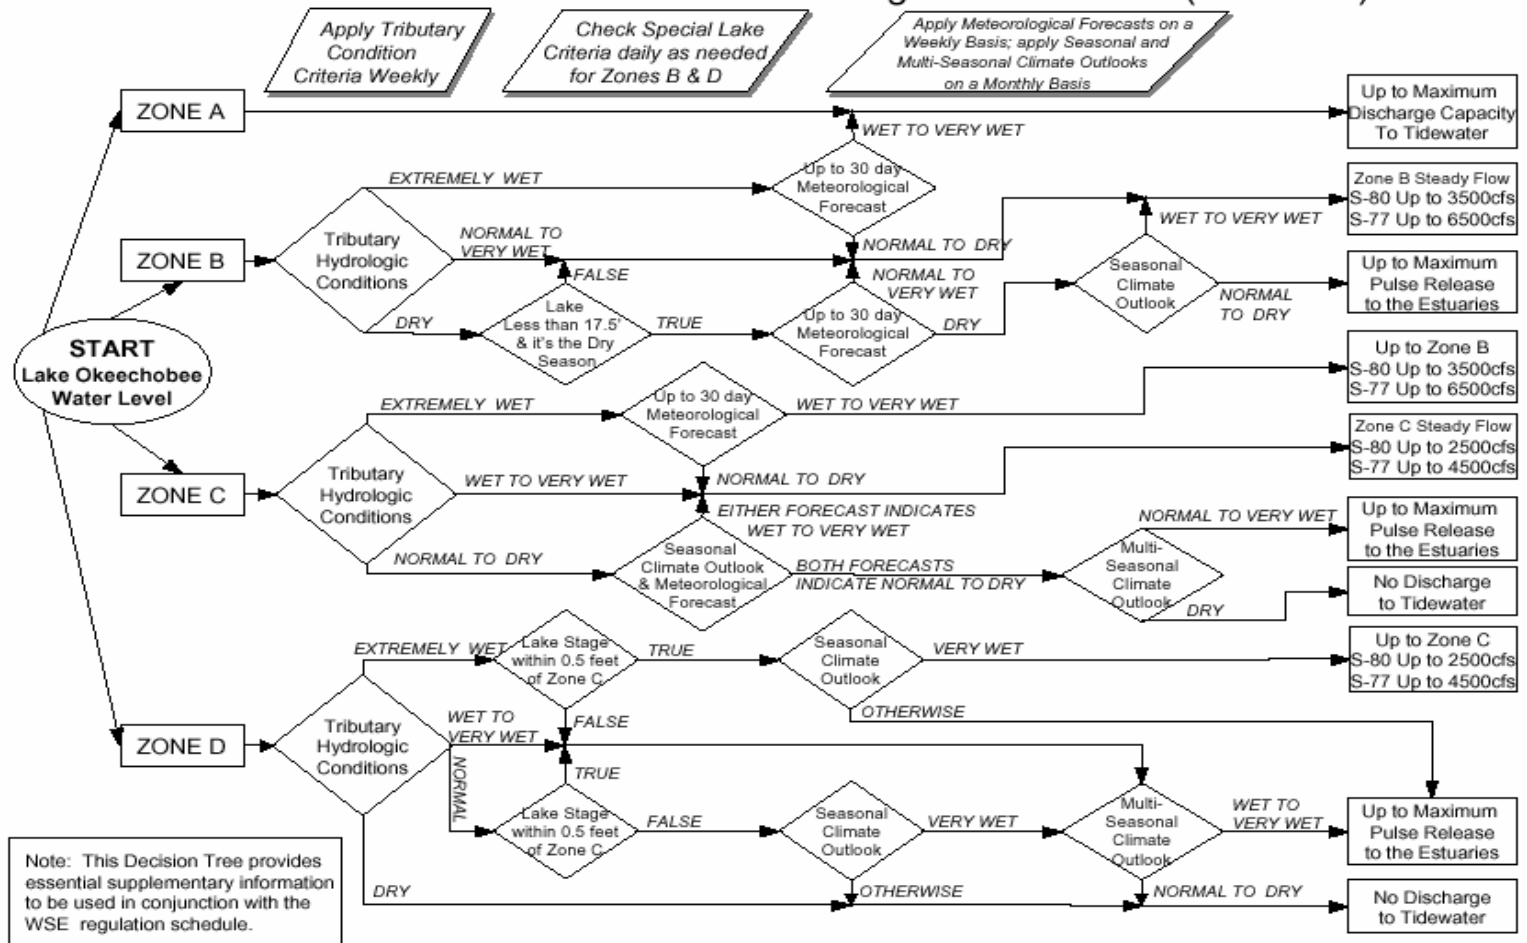 Apply Tributary
Condition
Criteria Weekly
Check Special Lake
Criteria daily as needed
for Zones B & D
Apply Meteorological Forecasts on a
Weekly Basis; apply Seasonal and
Multi-Seasonal Climate Outlooks
on a Monthly Basis
ZONE A
Up to Maximum
Discharge Capacity
To Tidewater
WET TO VERY WET
EXTREMELY WET
Up to 30 day
Meteorological
Forecast
Zone B Steady Flow
S-80 Up to 3500cfs
S-77 Up to 6500cfs
ZONE B
Tributary
Hydrologic
Conditions
NORMAL TO
VERY WET
FALSE
NORMAL TO DRY
NORMAL TO
VERY WET
WET TO VERY WET
Seasonal
Climate
Outlook
NORMAL
TO DRY
Up to Maximum
Pulse Release
to the Estuaries
DRY
Lake
Less than 17.5'
& it's the Dry
Season
TRUE
Up to 30 day
Meteorological
Forecast
DRY
START
Lake Okeechobee
Water Level
Up to Zone B
S-80 Up to 3500cfs
S-77 Up to 6500cfs
EXTREMELY WET
Up to 30 day
Meteorological
Forecast
WET TO VERY WET
Zone C Steady Flow
S-80 Up to 2500cfs
S-77 Up to 4500cfs
ZONE C
Tributary
Hydrologic
Conditions
WET TO VERY WET
NORMAL TO DRY
EITHER FORECAST INDICATES
WET TO VERY WET
NORMAL TO DRY
Seasonal
Climate Outlook
& Meteorological
Forecast
BOTH FORECASTS
INDICATE NORMAL TO DRY
Multi-
Seasonal
Climate
Outlook
NORMAL TO VERY WET
Up to Maximum
Pulse Release
to the Estuaries
DRY
No Discharge
to Tidewater
EXTREMELY WET
Lake Stage
within 0.5 feet
of Zone C
TRUE
Seasonal
Climate
Outlook
VERY WET
Up to Zone C
S-80 Up to 2500cfs
S-77 Up to 4500cfs
OTHERWISE
ZONE D
Tributary
Hydrologic
Conditions
WET TO
VERY WET
FALSE
NORMAL
TRUE
Lake Stage
within 0.5 feet
of Zone C
FALSE
Seasonal
Climate
Outlook
VERY WET
Multi-
Seasonal
Climate
Outlook
WET TO
VERY WET
Up to Maximum
Pulse Release
to the Estuaries
DRY
OTHERWISE
NORMAL TO DRY
No Discharge
to Tidewater
Note: This Decision Tree provides
essential supplementary information
to be used in conjunction with the
WSE regulation schedule.